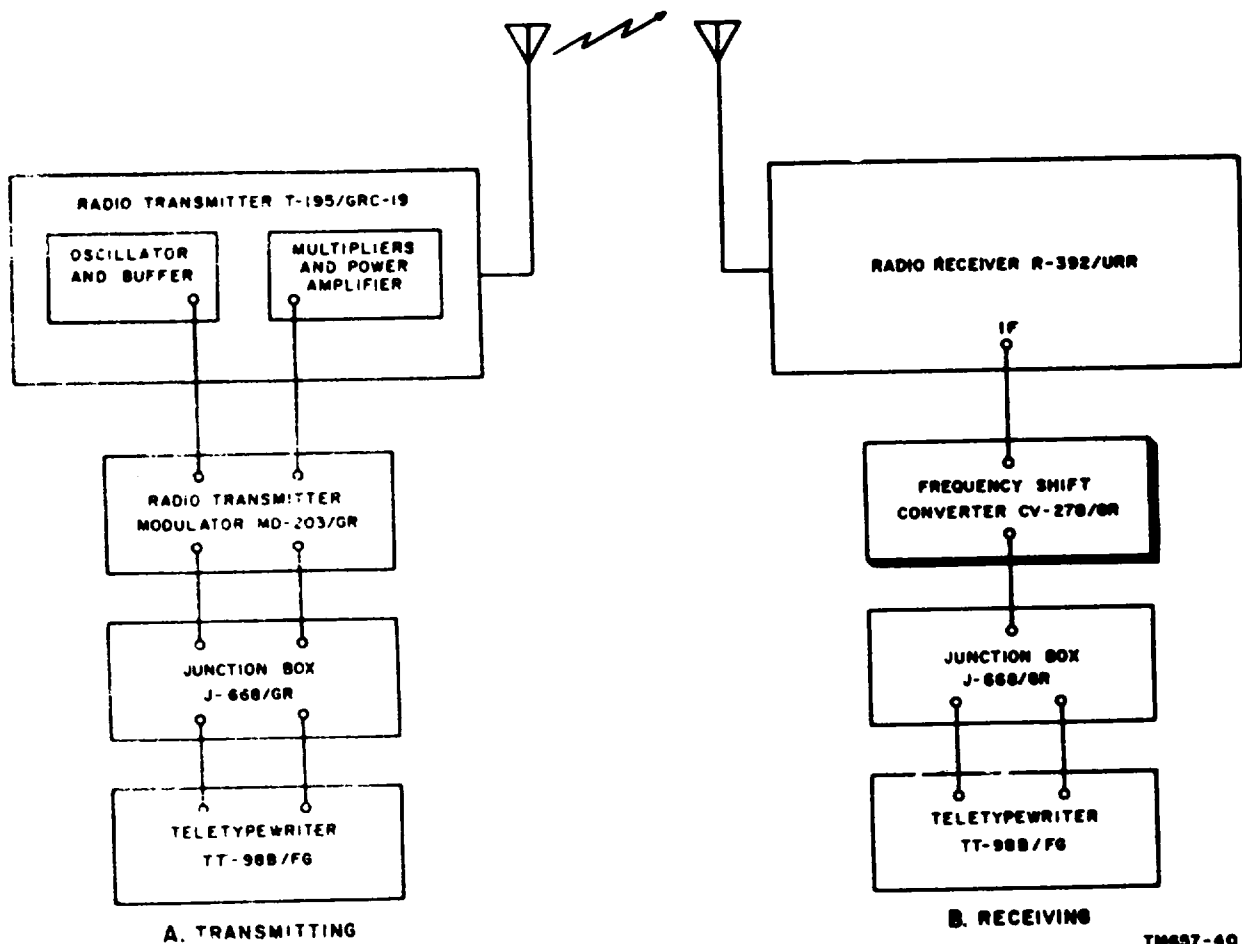 RADIO TRANSMITTER T-195/GRC-19
OSCILLATOR
AND BUFFER
MULTIPLIERS
AND POWER
AMPLIFIER
RADIO TRANSMITTER
MODULATOR MD-203/GR
JUNCTION BOX
J-668/GR
TELETYPEWRITER
TT-98B/FG
A. TRANSMITTING
RADIO RECEIVER R-392/URR
IF
FREQUENCY SHIFT
CONVERTER CV-278/GR
JUNCTION BOX
J-668/GR
TELETYPEWRITER
TT-98B/FG
B. RECEIVING
TM697-40